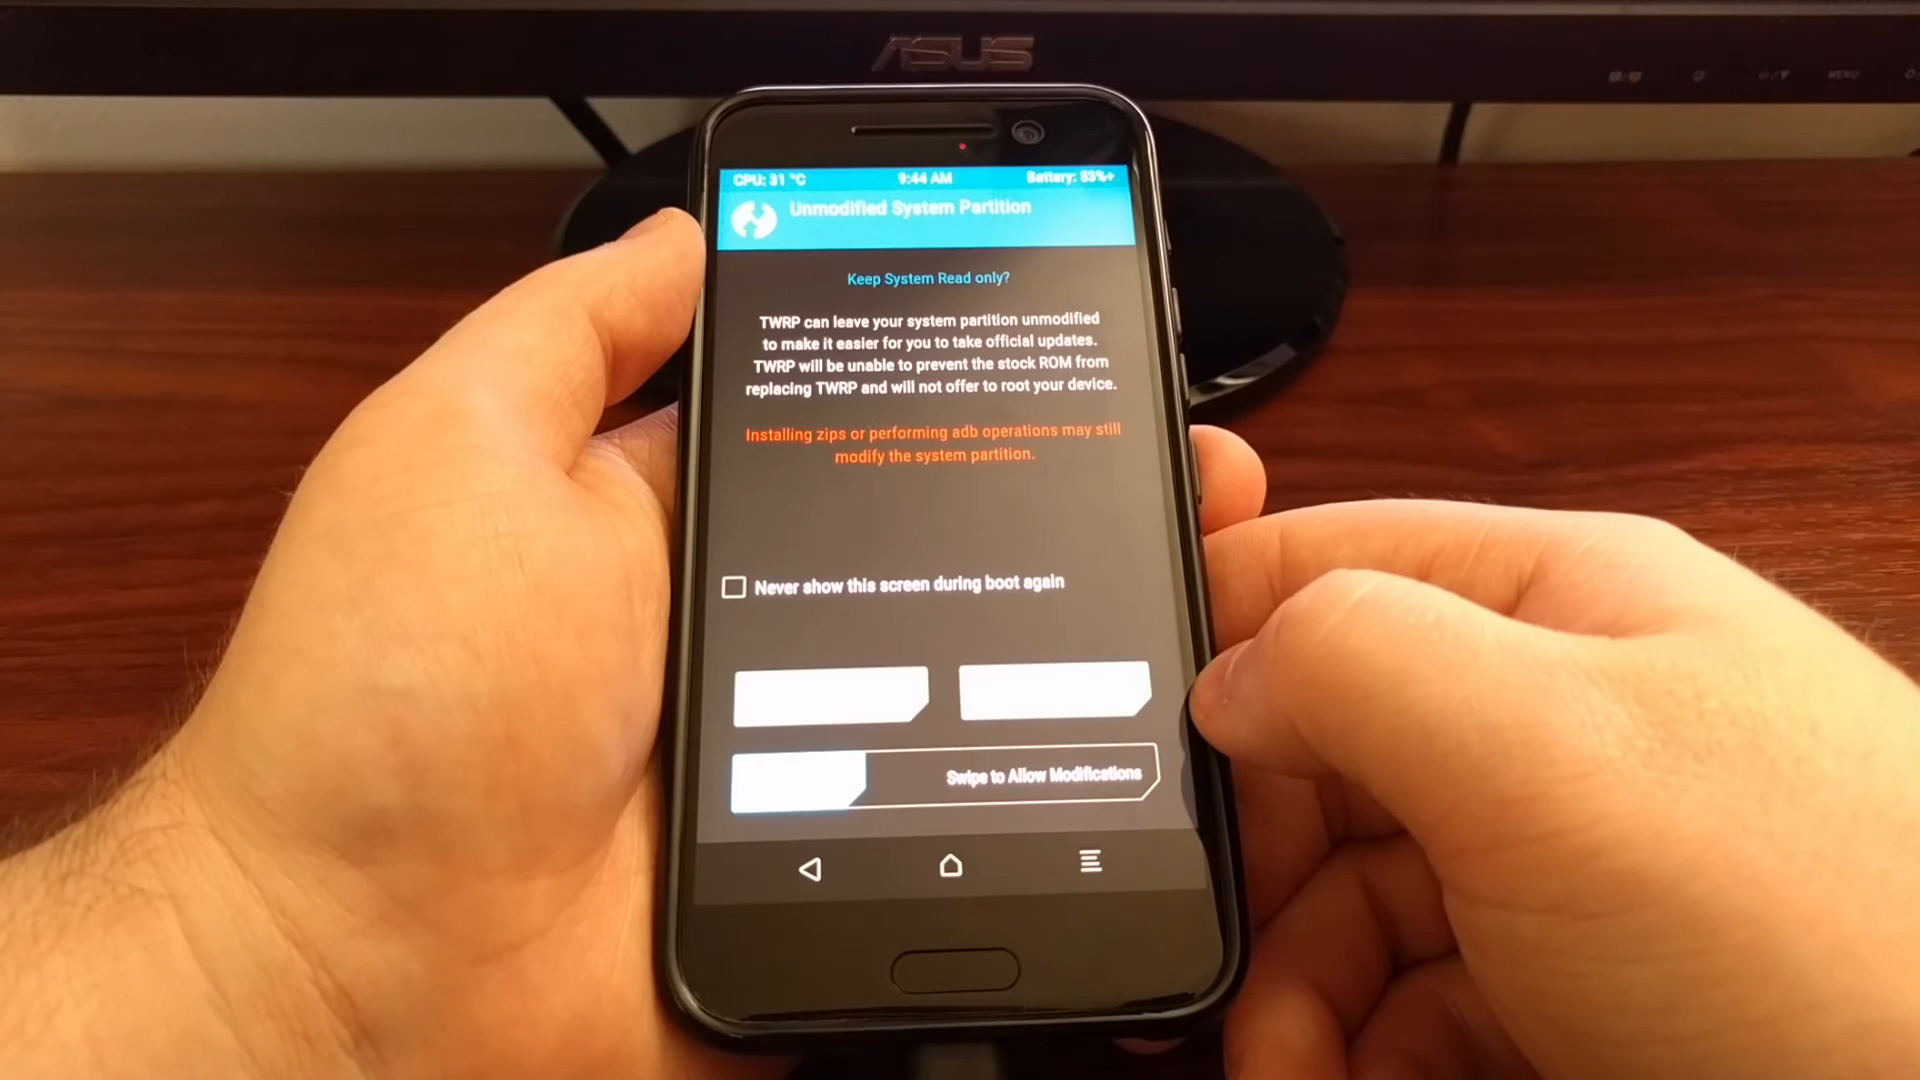 ASUS
MENU
CPU: 31 °C
9:44 AM
Battery: 53%+
Unmodified System Partition
Keep System Read only?
TWRP can leave your system partition unmodified
to make it easier for you to take official updates.
TWRP will be unable to prevent the stock ROM from
replacing TWRP and will not offer to root your device.
Installing zips or performing adb operations may still
modify the system partition.
Never show this screen during boot again
Swipe to Allow Modifications